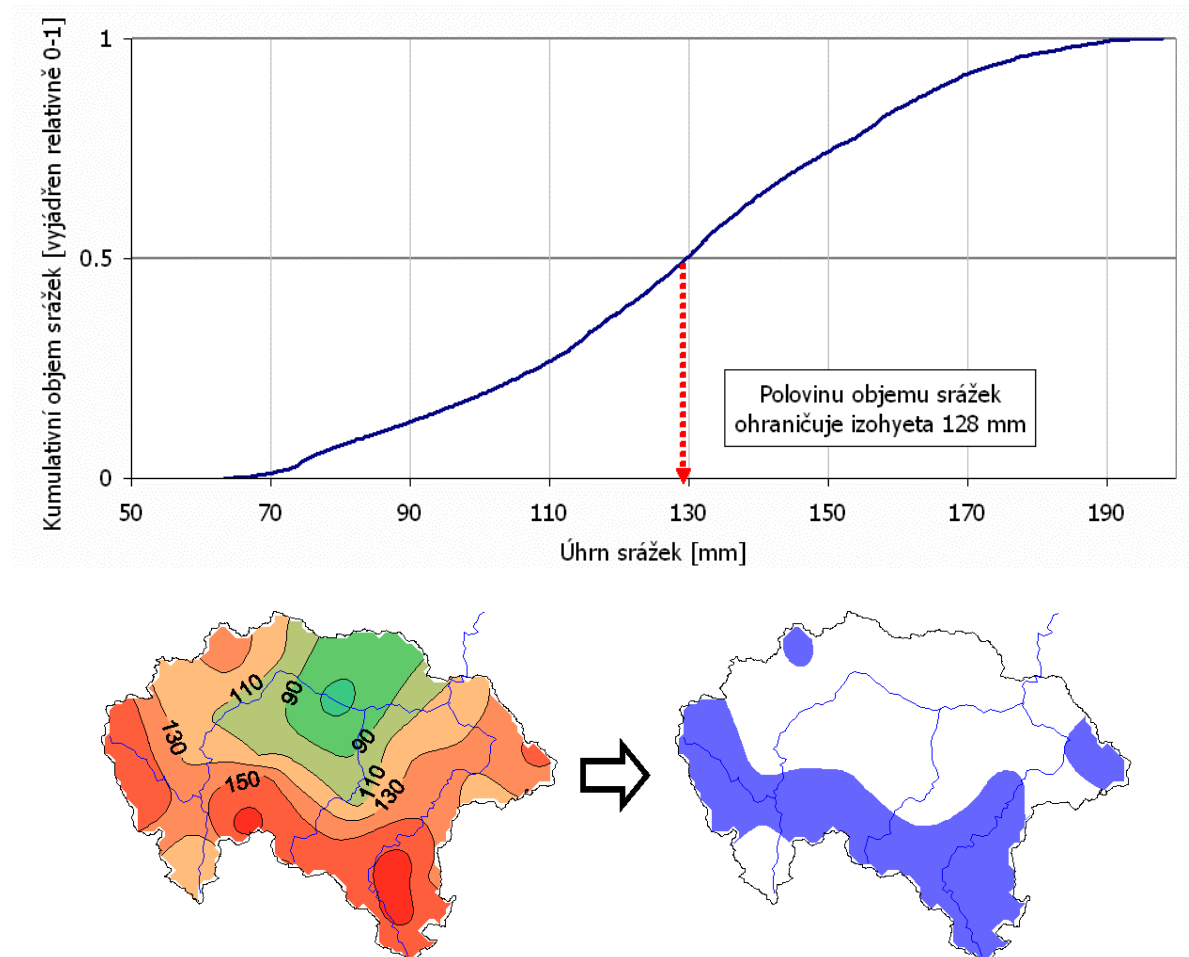 Kumulativní objem srážek [vyjádřen relativně 0-1]
1
0.5
0
Polovinu objemu srážek
ohraničuje izohyeta 128 mm
50 70 90 110 130 150 170 190
Úhrn srážek [mm]
110
90
130
90
150
110
130